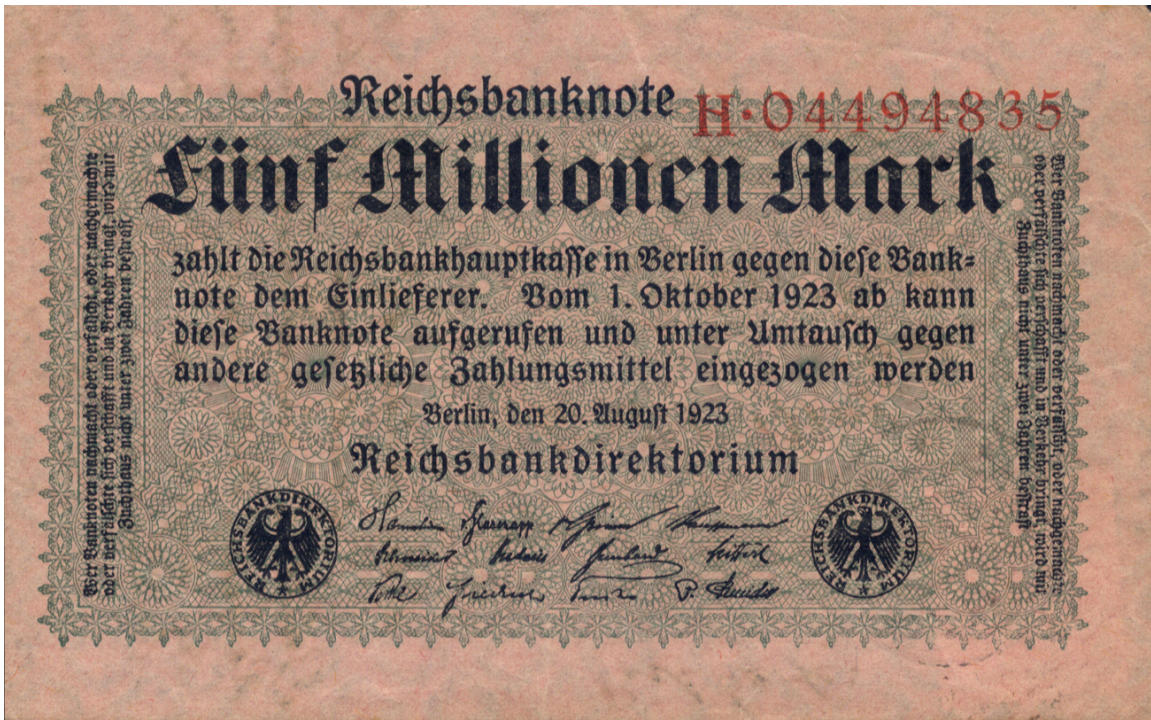 Reichsbanknote
H·04494835
Fünf Millionen Mark
zahlt die Reichsbankhauptkasse in Berlin gegen diese Bank=
note dem Einlieferer. Vom 1. Oktober 1923 ab kann
diese Banknote aufgerufen und unter Umtausch gegen
andere gesetzliche Zahlungsmittel eingezogen werden
Berlin, den 20. August 1923
Reichsbankdirektorium
REICHSBANKDIREKTORIUM
v. Glasenapp
REICHSBANKDIREKTORIUM
Wer Banknoten nachmacht oder verfälscht, oder nachgemachte
oder verfälschte sich verschafft und in Verkehr bringt, wird mit
Zuchthaus nicht unter zwei Jahren bestraft
Wer Banknoten nachmacht oder verfälscht, oder nachgemachte
oder verfälschte sich verschafft und in Verkehr bringt, wird mit
Zuchthaus nicht unter zwei Jahren bestraft